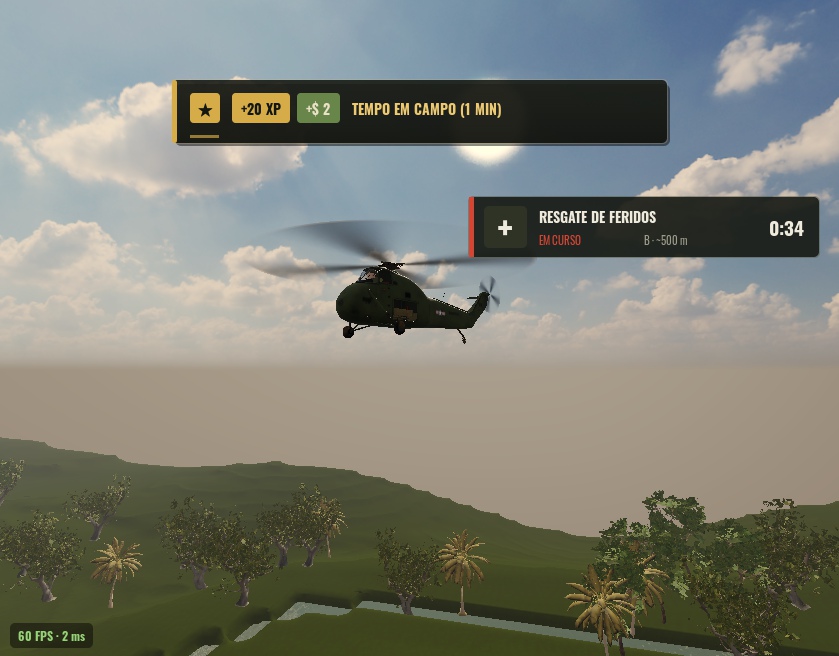 ★ +20 XP +$ 2 TEMPO EM CAMPO (1 MIN)
RESGATE DE FERIDOS
EM CURSO B · ~500 m 0:34
60 FPS · 2 ms